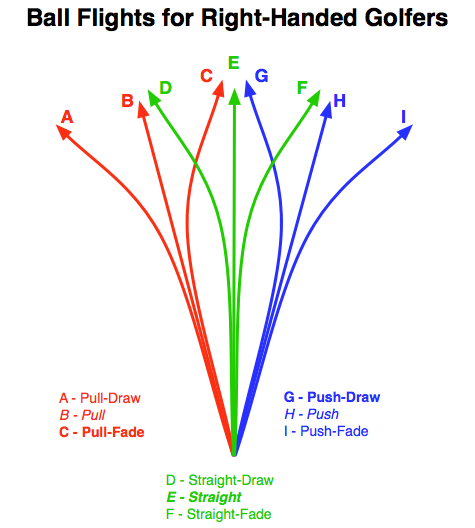 Ball Flights for Right-Handed Golfers
E
C
G
D
F
B
H
A
I
A - Pull-Draw
B - Pull
C - Pull-Fade
G - Push-Draw
H - Push
I - Push-Fade
D - Straight-Draw
E - Straight
F - Straight-Fade